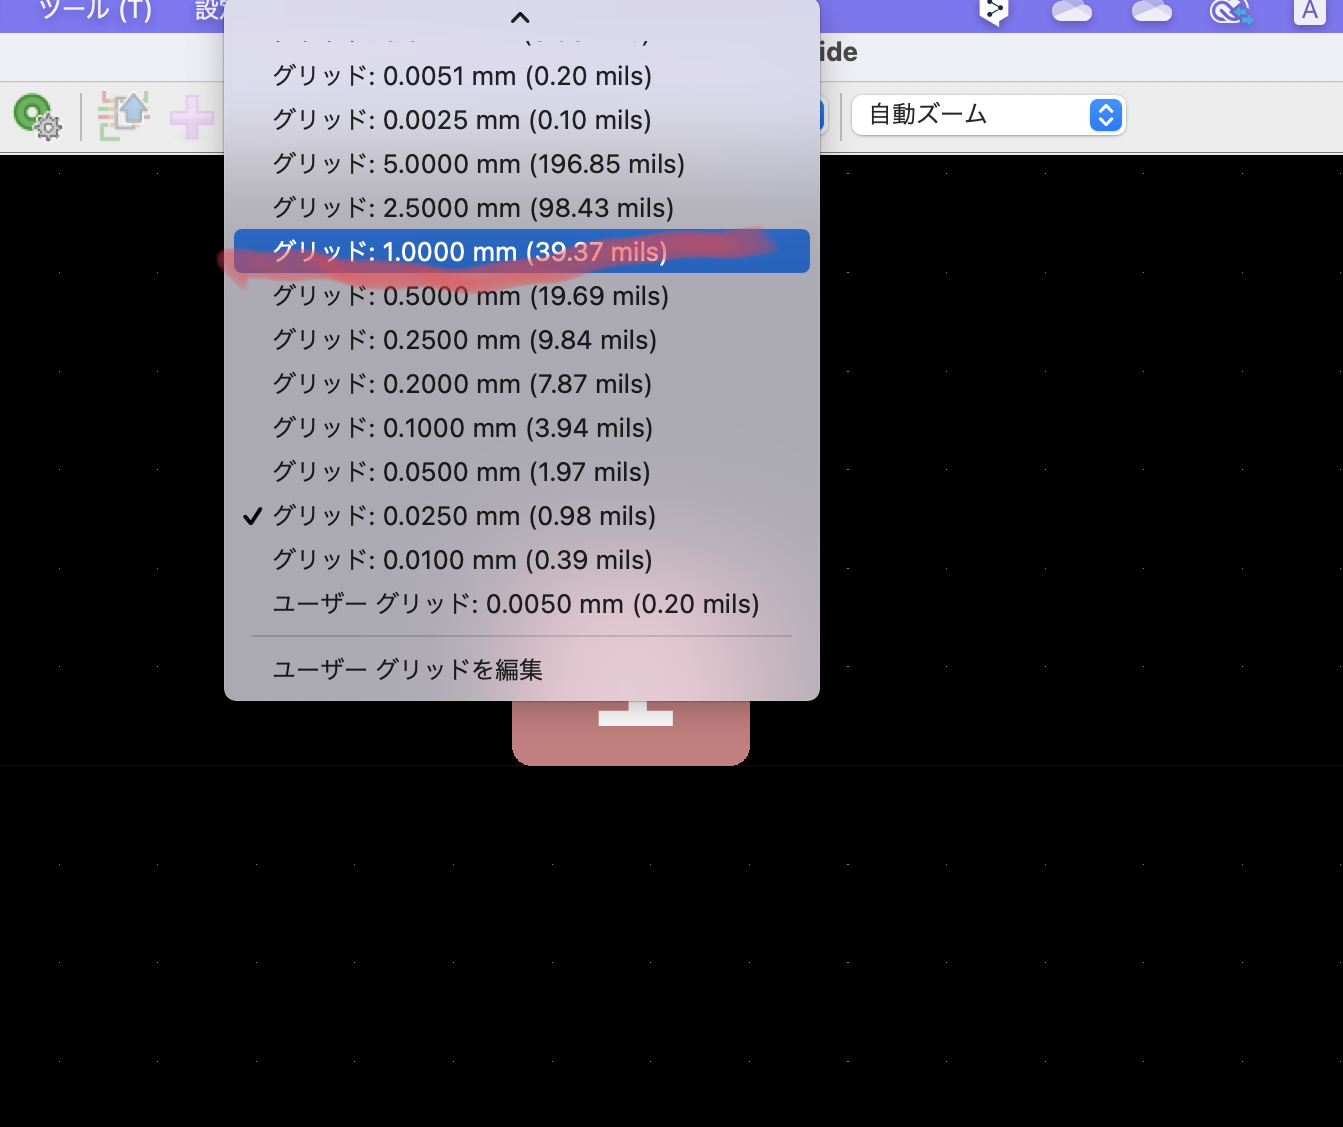 ツール (T)
A
ide
グリッド: 0.0051 mm (0.20 mils)
グリッド: 0.0025 mm (0.10 mils)
自動ズーム
グリッド: 5.0000 mm (196.85 mils)
グリッド: 2.5000 mm (98.43 mils)
グリッド: 1.0000 mm (39.37 mils)
グリッド: 0.5000 mm (19.69 mils)
グリッド: 0.2500 mm (9.84 mils)
グリッド: 0.2000 mm (7.87 mils)
グリッド: 0.1000 mm (3.94 mils)
グリッド: 0.0500 mm (1.97 mils)
✓ グリッド: 0.0250 mm (0.98 mils)
グリッド: 0.0100 mm (0.39 mils)
ユーザー グリッド: 0.0050 mm (0.20 mils)
ユーザー グリッドを編集